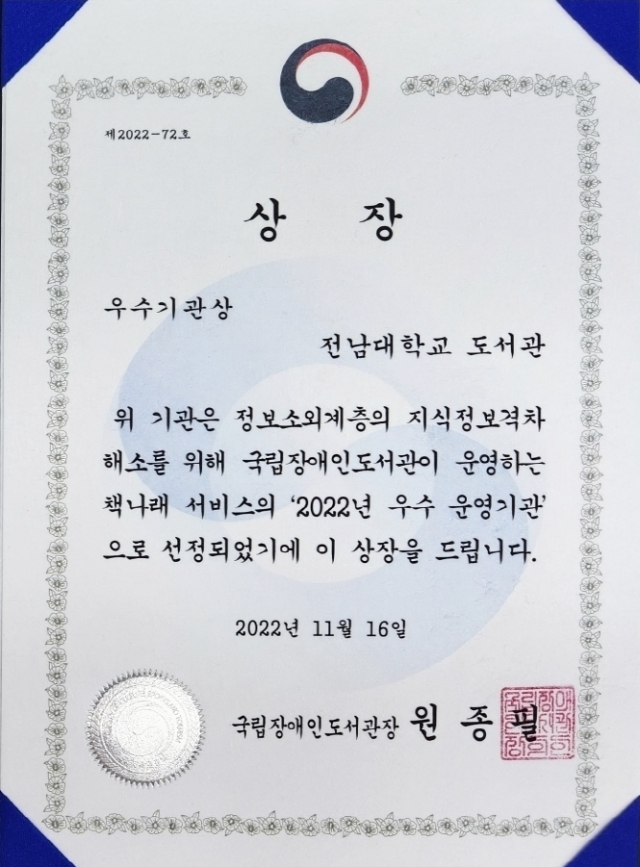 제2022-72호
상 장
우수기관상
전남대학교 도서관
위 기관은 정보소외계층의 지식정보격차
해소를 위해 국립장애인도서관이 운영하는
책나래 서비스의 '2022년 우수 운영기관'
으로 선정되었기에 이 상장을 드립니다.
2022년 11월 16일
국립장애인도서관장 원 종 필